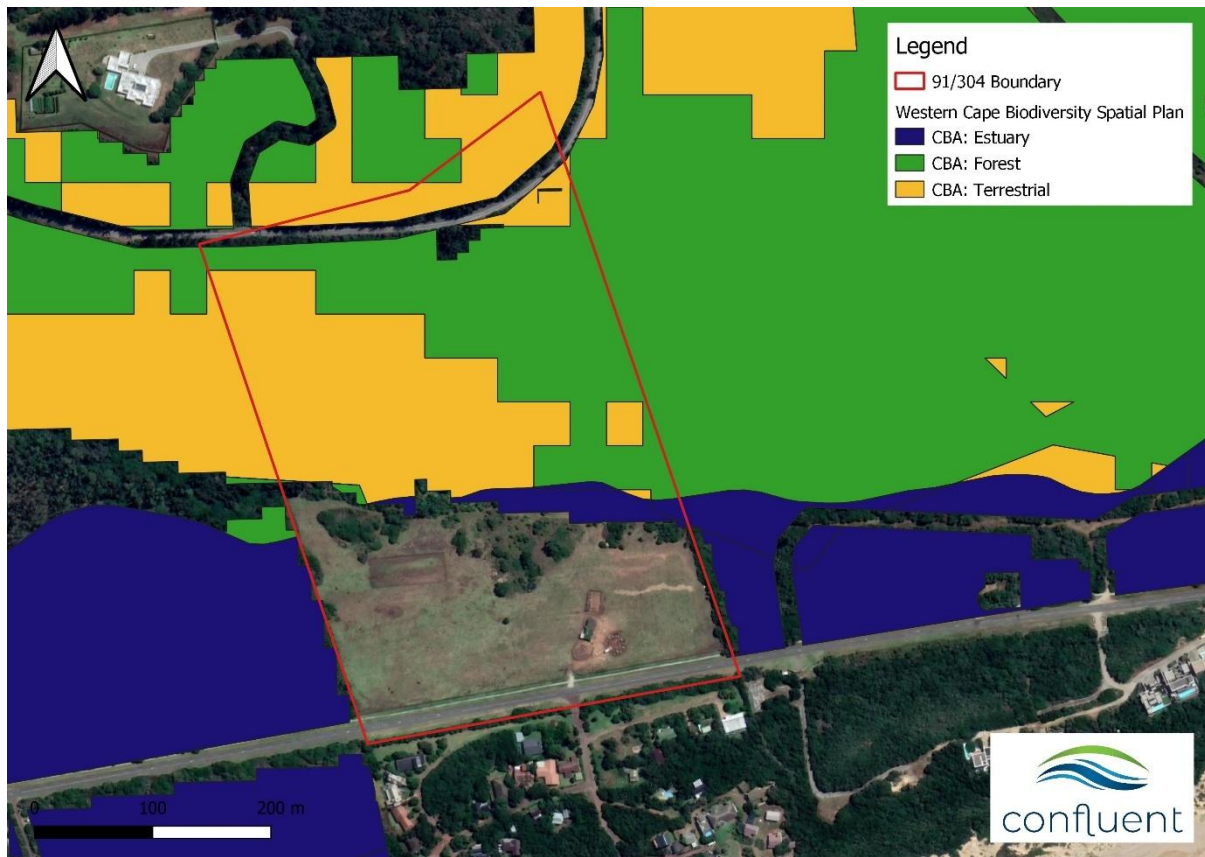 Legend
91/304 Boundary
Western Cape Biodiversity Spatial Plan
CBA: Estuary
CBA: Forest
CBA: Terrestrial
0 100 200 m
confluent